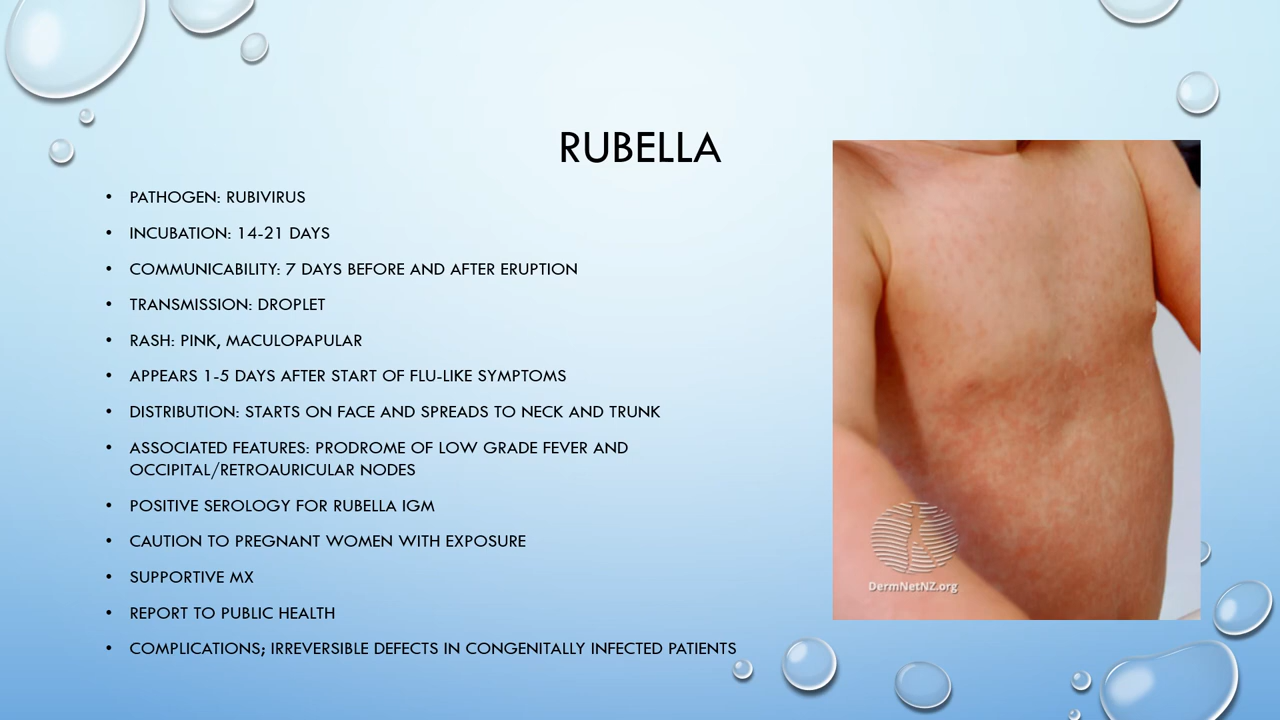 RUBELLA
• PATHOGEN: RUBIVIRUS
• INCUBATION: 14-21 DAYS
• COMMUNICABILITY: 7 DAYS BEFORE AND AFTER ERUPTION
• TRANSMISSION: DROPLET
• RASH: PINK, MACULOPAPULAR
• APPEARS 1-5 DAYS AFTER START OF FLU-LIKE SYMPTOMS
• DISTRIBUTION: STARTS ON FACE AND SPREADS TO NECK AND TRUNK
• ASSOCIATED FEATURES: PRODROME OF LOW GRADE FEVER AND
OCCIPITAL/RETROAURICULAR NODES
• POSITIVE SEROLOGY FOR RUBELLA IGM
• CAUTION TO PREGNANT WOMEN WITH EXPOSURE
• SUPPORTIVE MX
• REPORT TO PUBLIC HEALTH
• COMPLICATIONS; IRREVERSIBLE DEFECTS IN CONGENITALLY INFECTED PATIENTS
DermNetNZ.org